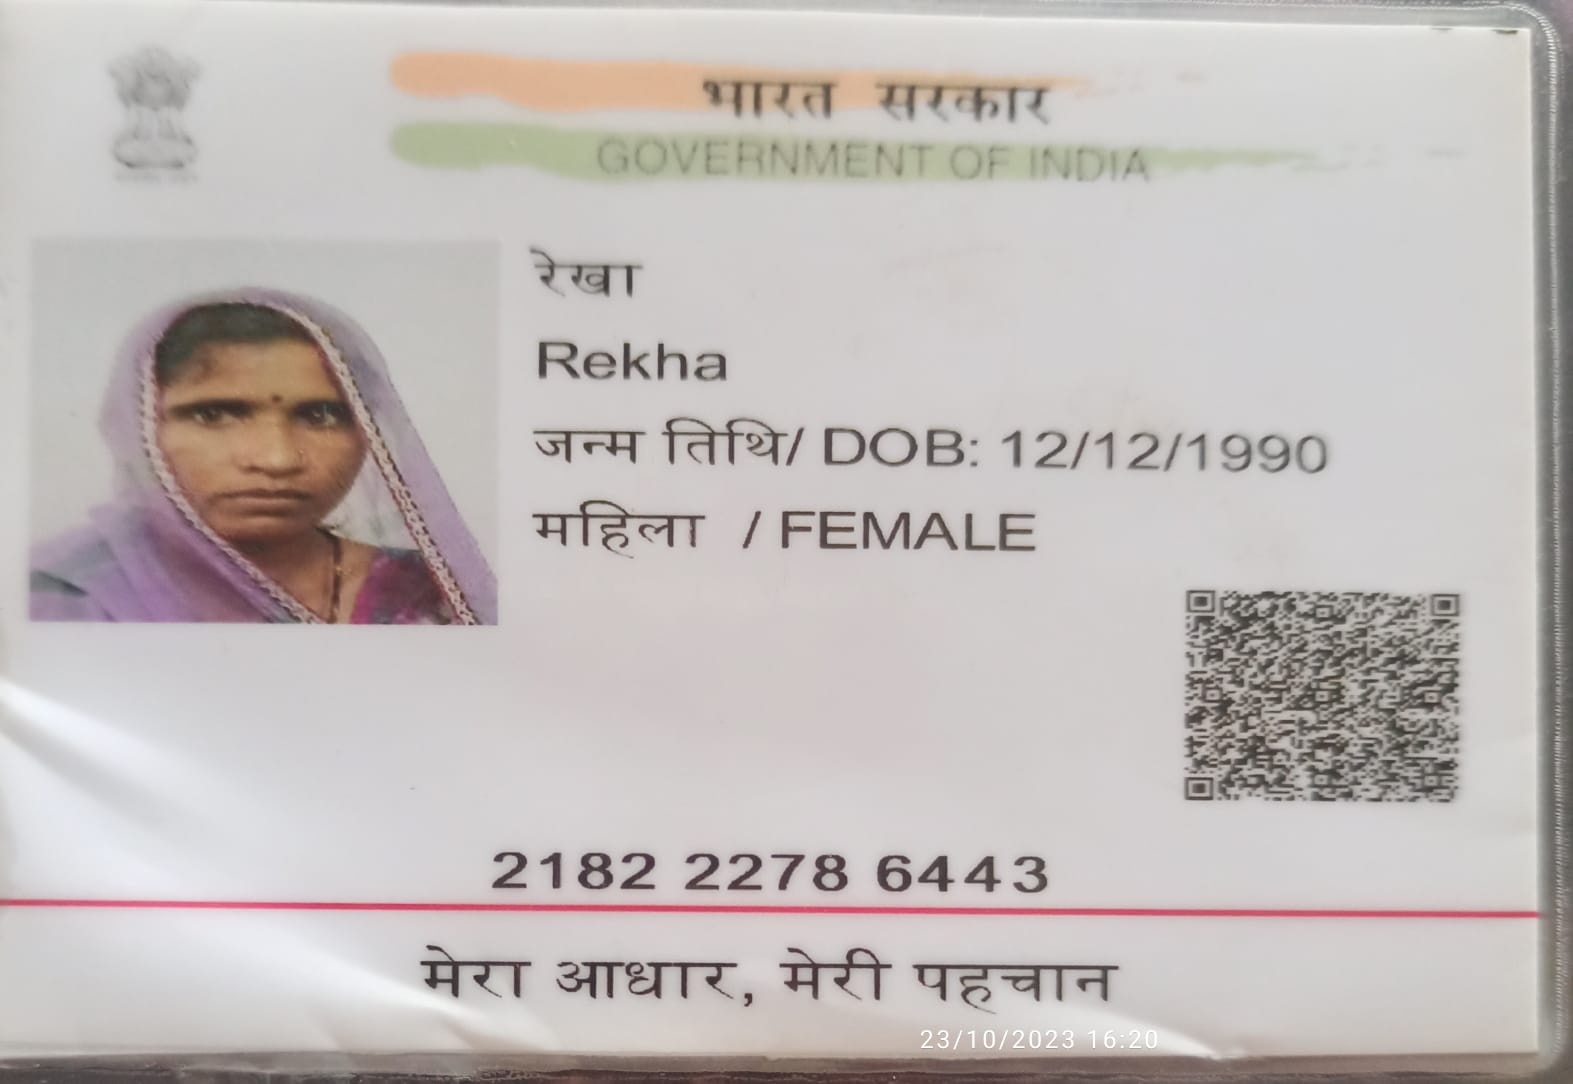 भारत सरकार
GOVERNMENT OF INDIA
रेखा
Rekha
जन्म तिथि/ DOB: 12/12/1990
महिला / FEMALE
2182 2278 6443
मेरा आधार, मेरी पहचान
23/10/2023 16:20